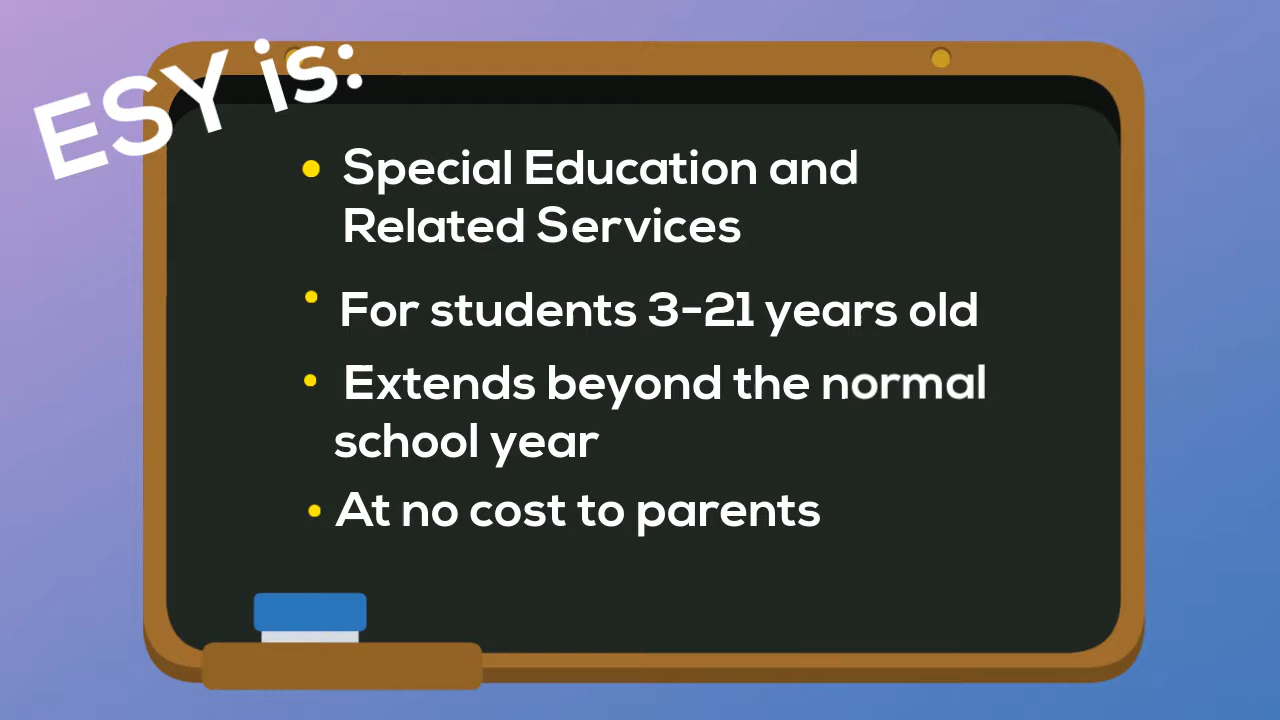 ESY is:
• Special Education and
Related Services
• For students 3-21 years old
• Extends beyond the normal
school year
• At no cost to parents